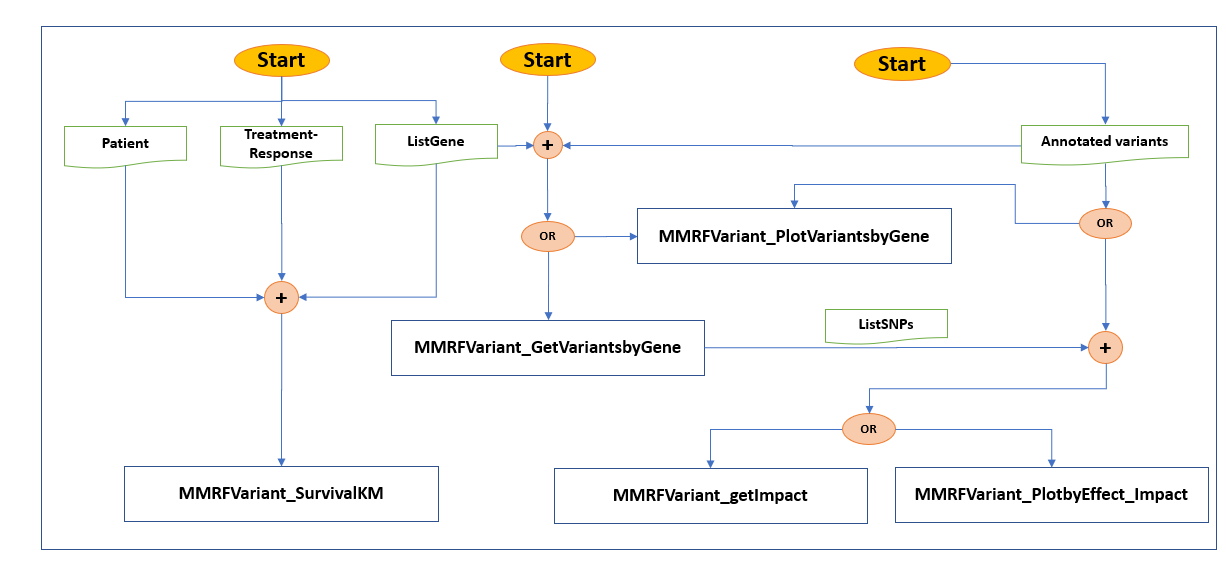 Start
Start
Start
Patient
Treatment-
Response
ListGene
+
Annotated variants
OR
MMRFVariant_PlotVariantsbyGene
OR
+
MMRFVariant_GetVariantsbyGene
ListSNPs
+
OR
MMRFVariant_SurvivalKM
MMRFVariant_getImpact
MMRFVariant_PlotbyEffect_Impact